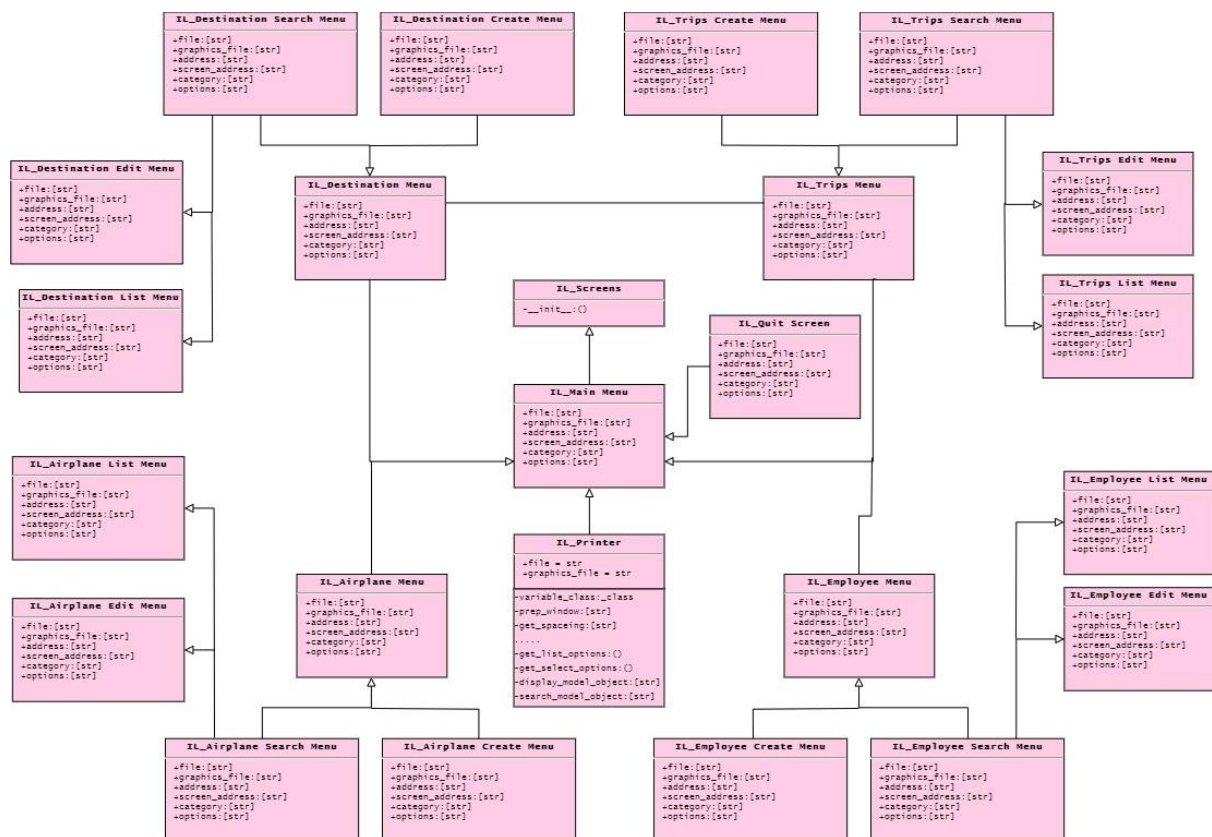 IL_Destination Search Menu
+file:[str]
+graphics_file:[str]
+address:[str]
+screen_address:[str]
+category:[str]
+options:[str]
IL_Destination Create Menu
+file:[str]
+graphics_file:[str]
+address:[str]
+screen_address:[str]
+category:[str]
+options:[str]
IL_Trips Create Menu
+file:[str]
+graphics_file:[str]
+address:[str]
+screen_address:[str]
+category:[str]
+options:[str]
IL_Trips Search Menu
+file:[str]
+graphics_file:[str]
+address:[str]
+screen_address:[str]
+category:[str]
+options:[str]
IL_Destination Edit Menu
+file:[str]
+graphics_file:[str]
+address:[str]
+screen_address:[str]
+category:[str]
+options:[str]
IL_Destination Menu
+file:[str]
+graphics_file:[str]
+address:[str]
+screen_address:[str]
+category:[str]
+options:[str]
IL_Trips Menu
+file:[str]
+graphics_file:[str]
+address:[str]
+screen_address:[str]
+category:[str]
+options:[str]
IL_Trips Edit Menu
+file:[str]
+graphics_file:[str]
+address:[str]
+screen_address:[str]
+category:[str]
+options:[str]
IL_Destination List Menu
+file:[str]
+graphics_file:[str]
+address:[str]
+screen_address:[str]
+category:[str]
+options:[str]
IL_Screens
-__init__:()
IL_Quit Screen
+file:[str]
+graphics_file:[str]
+address:[str]
+screen_address:[str]
+category:[str]
+options:[str]
IL_Trips List Menu
+file:[str]
+graphics_file:[str]
+address:[str]
+screen_address:[str]
+category:[str]
+options:[str]
IL_Main Menu
+file:[str]
+graphics_file:[str]
+address:[str]
+screen_address:[str]
+category:[str]
+options:[str]
IL_Airplane List Menu
+file:[str]
+graphics_file:[str]
+address:[str]
+screen_address:[str]
+category:[str]
+options:[str]
IL_Employee List Menu
+file:[str]
+graphics_file:[str]
+address:[str]
+screen_address:[str]
+category:[str]
+options:[str]
IL_Printer
+file = str
+graphics_file = str
-variable_class:_class
-prep_window:[str]
-get_spaceing:[str]
.....
-get_list_options:()
-get_select_options:()
-display_model_object:[str]
-search_model_object:[str]
IL_Airplane Menu
+file:[str]
+graphics_file:[str]
+address:[str]
+screen_address:[str]
+category:[str]
+options:[str]
IL_Employee Menu
+file:[str]
+graphics_file:[str]
+address:[str]
+screen_address:[str]
+category:[str]
+options:[str]
IL_Airplane Edit Menu
+file:[str]
+graphics_file:[str]
+address:[str]
+screen_address:[str]
+category:[str]
+options:[str]
IL_Employee Edit Menu
+file:[str]
+graphics_file:[str]
+address:[str]
+screen_address:[str]
+category:[str]
+options:[str]
IL_Airplane Search Menu
+file:[str]
+graphics_file:[str]
+address:[str]
+screen_address:[str]
+category:[str]
+options:[str]
IL_Airplane Create Menu
+file:[str]
+graphics_file:[str]
+address:[str]
+screen_address:[str]
+category:[str]
+options:[str]
IL_Employee Create Menu
+file:[str]
+graphics_file:[str]
+address:[str]
+screen_address:[str]
+category:[str]
+options:[str]
IL_Employee Search Menu
+file:[str]
+graphics_file:[str]
+address:[str]
+screen_address:[str]
+category:[str]
+options:[str]